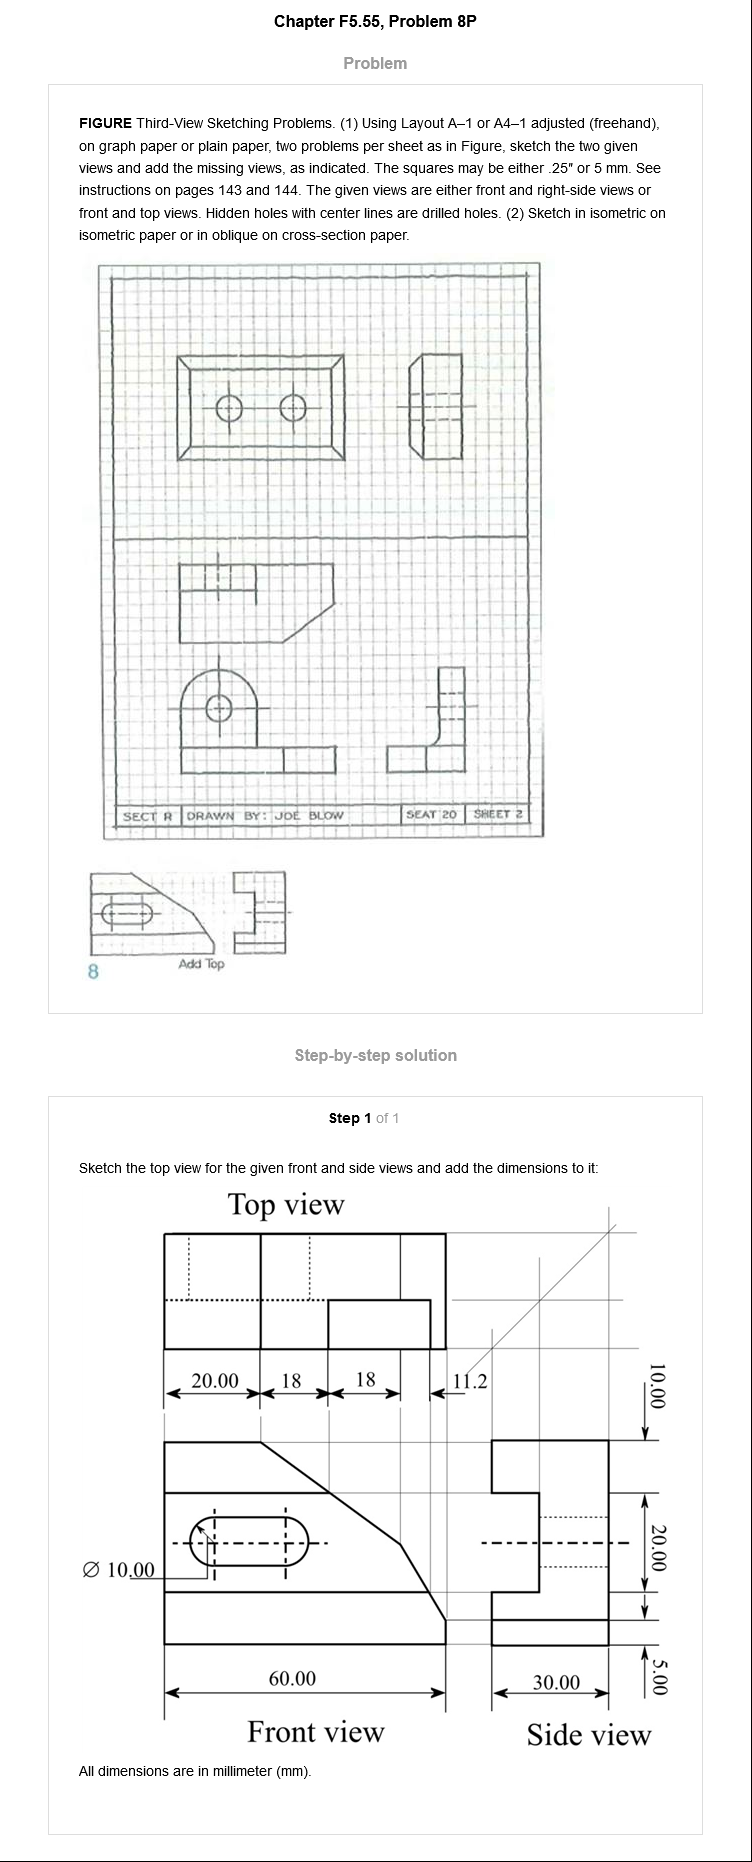 Chapter F5.55, Problem 8P
Problem
FIGURE Third-View Sketching Problems. (1) Using Layout A–1 or A4–1 adjusted (freehand),
on graph paper or plain paper, two problems per sheet as in Figure, sketch the two given
views and add the missing views, as indicated. The squares may be either .25″ or 5 mm. See
instructions on pages 143 and 144. The given views are either front and right-side views or
front and top views. Hidden holes with center lines are drilled holes. (2) Sketch in isometric on
isometric paper or in oblique on cross-section paper.
SECT R DRAWN BY: JOE BLOW SEAT 20 SHEET 2
8 Add Top
Step-by-step solution
Step 1 of 1
Sketch the top view for the given front and side views and add the dimensions to it:
Top view
20.00 18 18 11.2
10.00
20.00
Ø 10.00
5.00
60.00 30.00
Front view Side view
All dimensions are in millimeter (mm).